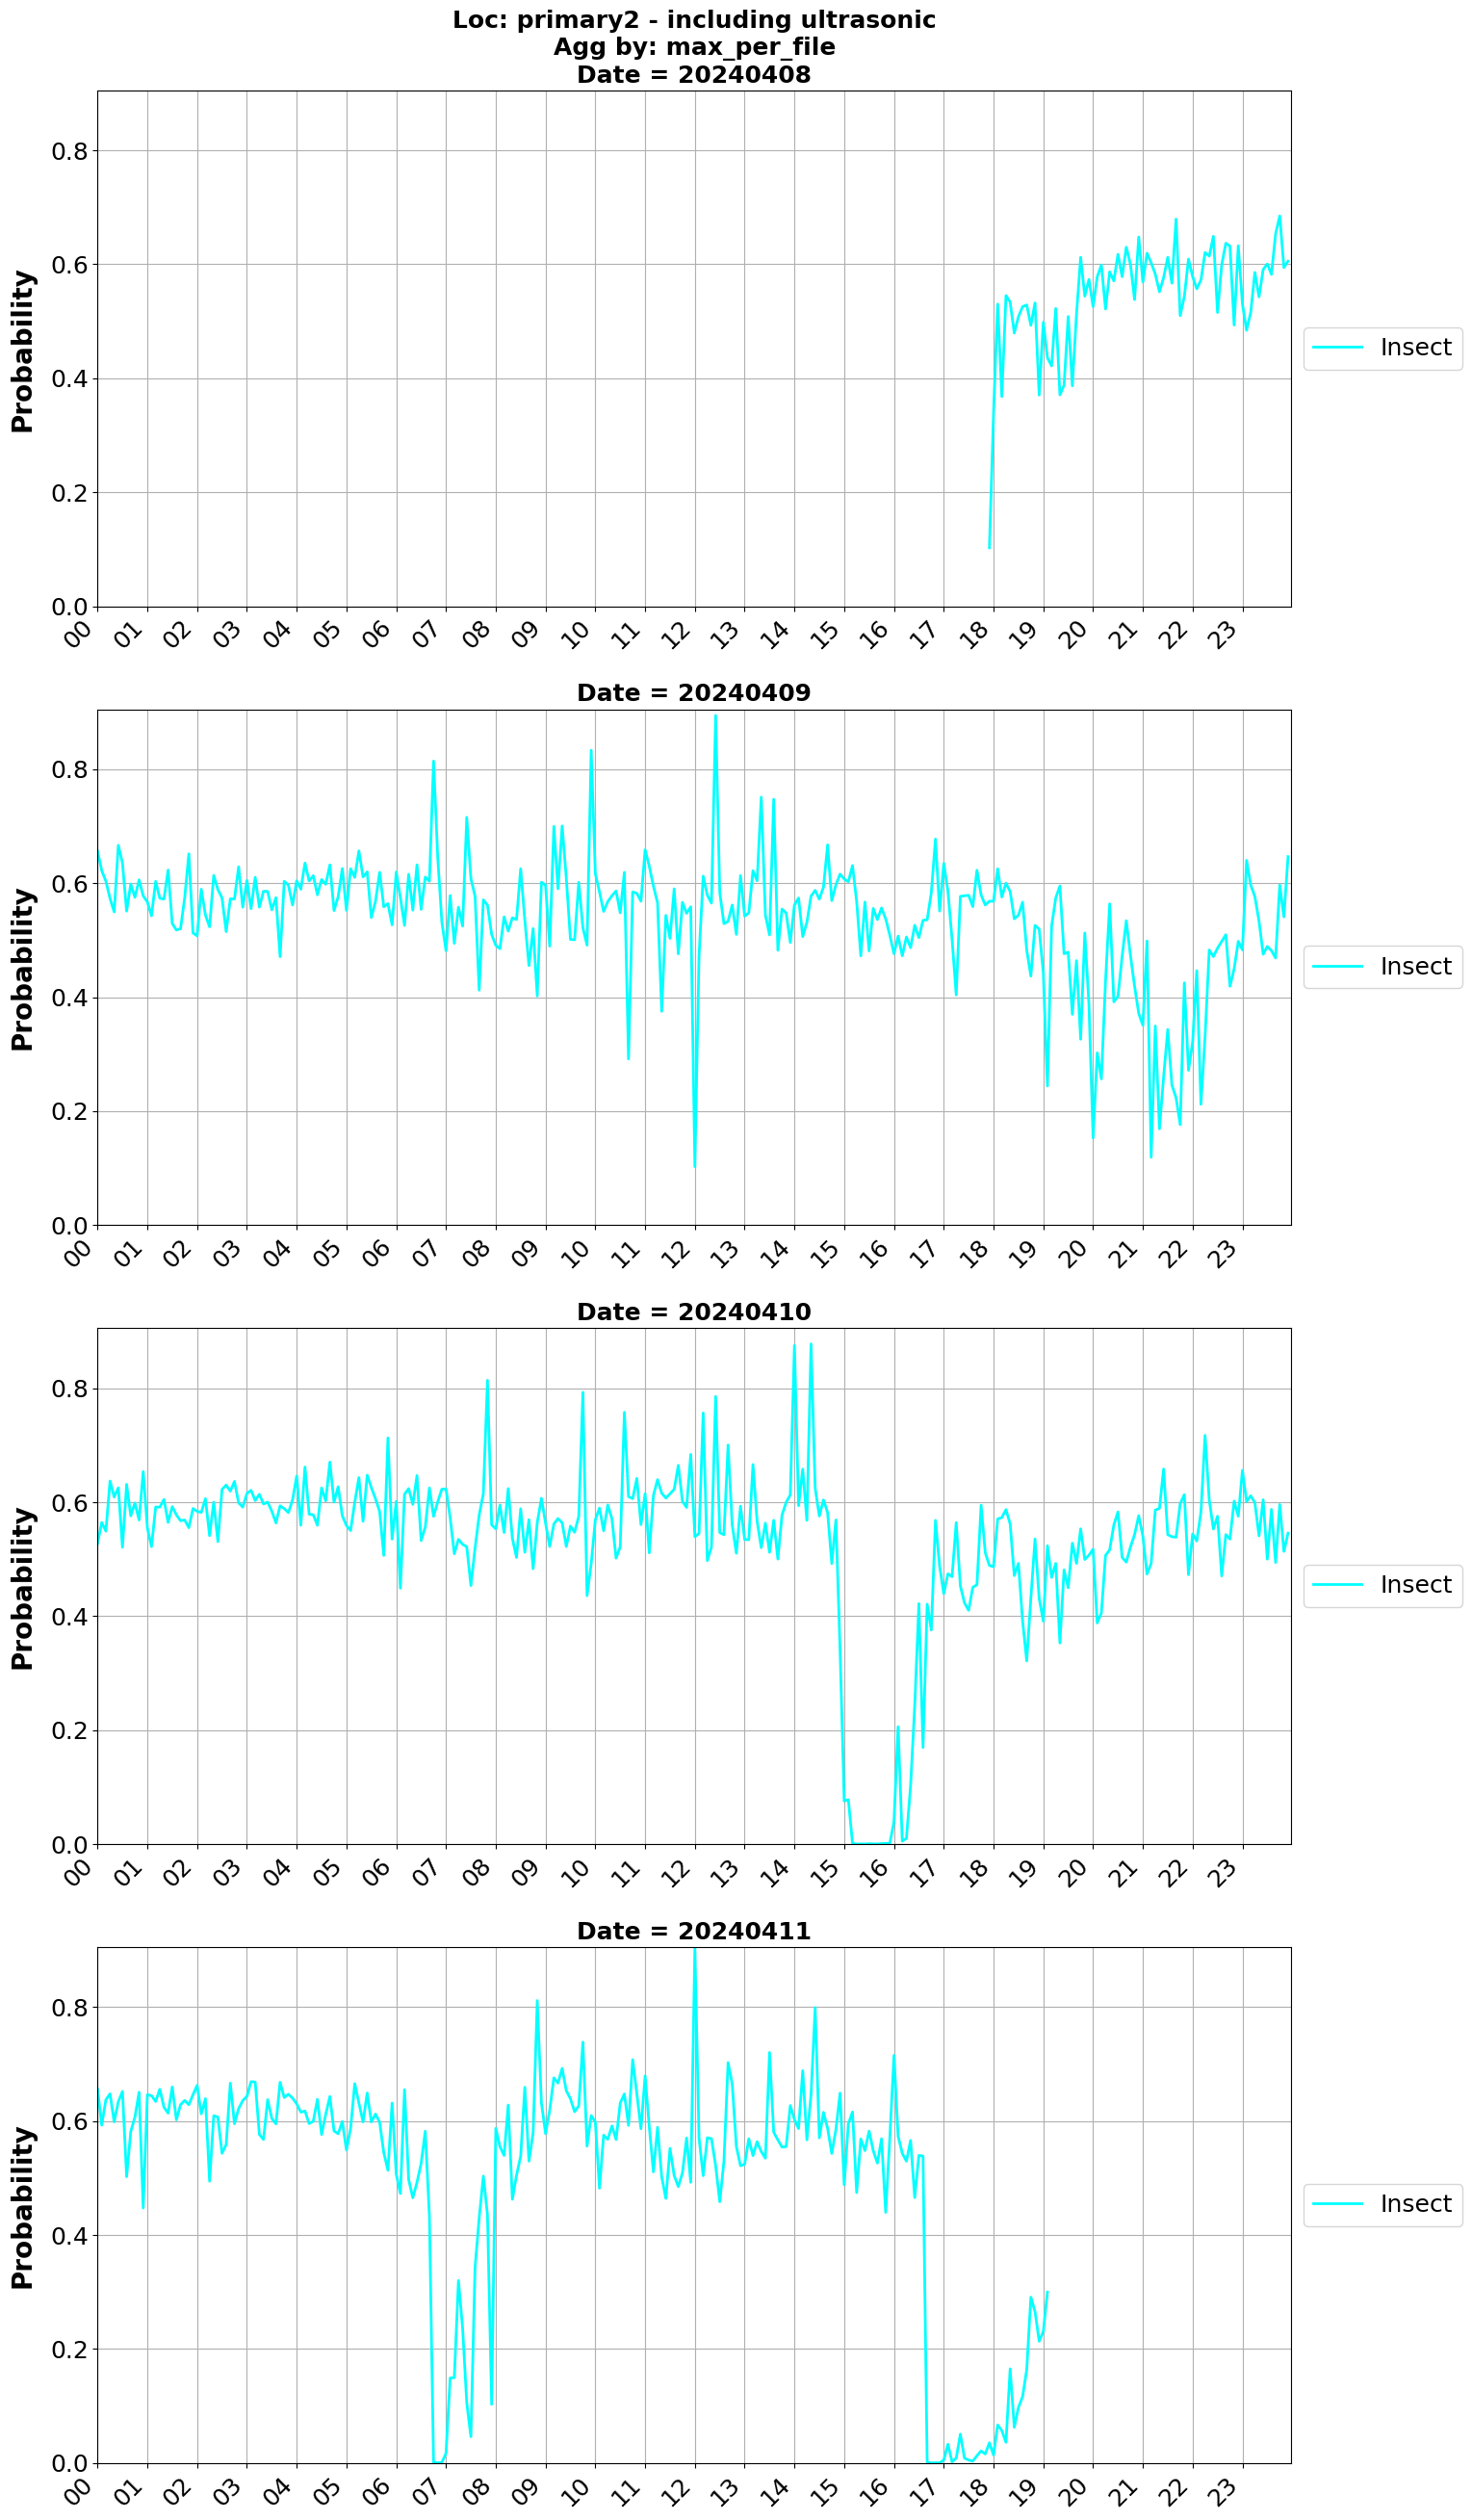 Loc: primary2 - including ultrasonic
Agg by: max_per_file
Date = 20240408
Probability
0.8
0.6
0.4
0.2
0.0
00 01 02 03 04 05 06 07 08 09 10 11 12 13 14 15 16 17 18 19 20 21 22 23
Insect
Date = 20240409
Probability
0.8
0.6
0.4
0.2
0.0
00 01 02 03 04 05 06 07 08 09 10 11 12 13 14 15 16 17 18 19 20 21 22 23
Insect
Date = 20240410
Probability
0.8
0.6
0.4
0.2
0.0
00 01 02 03 04 05 06 07 08 09 10 11 12 13 14 15 16 17 18 19 20 21 22 23
Insect
Date = 20240411
Probability
0.8
0.6
0.4
0.2
0.0
00 01 02 03 04 05 06 07 08 09 10 11 12 13 14 15 16 17 18 19 20 21 22 23
Insect